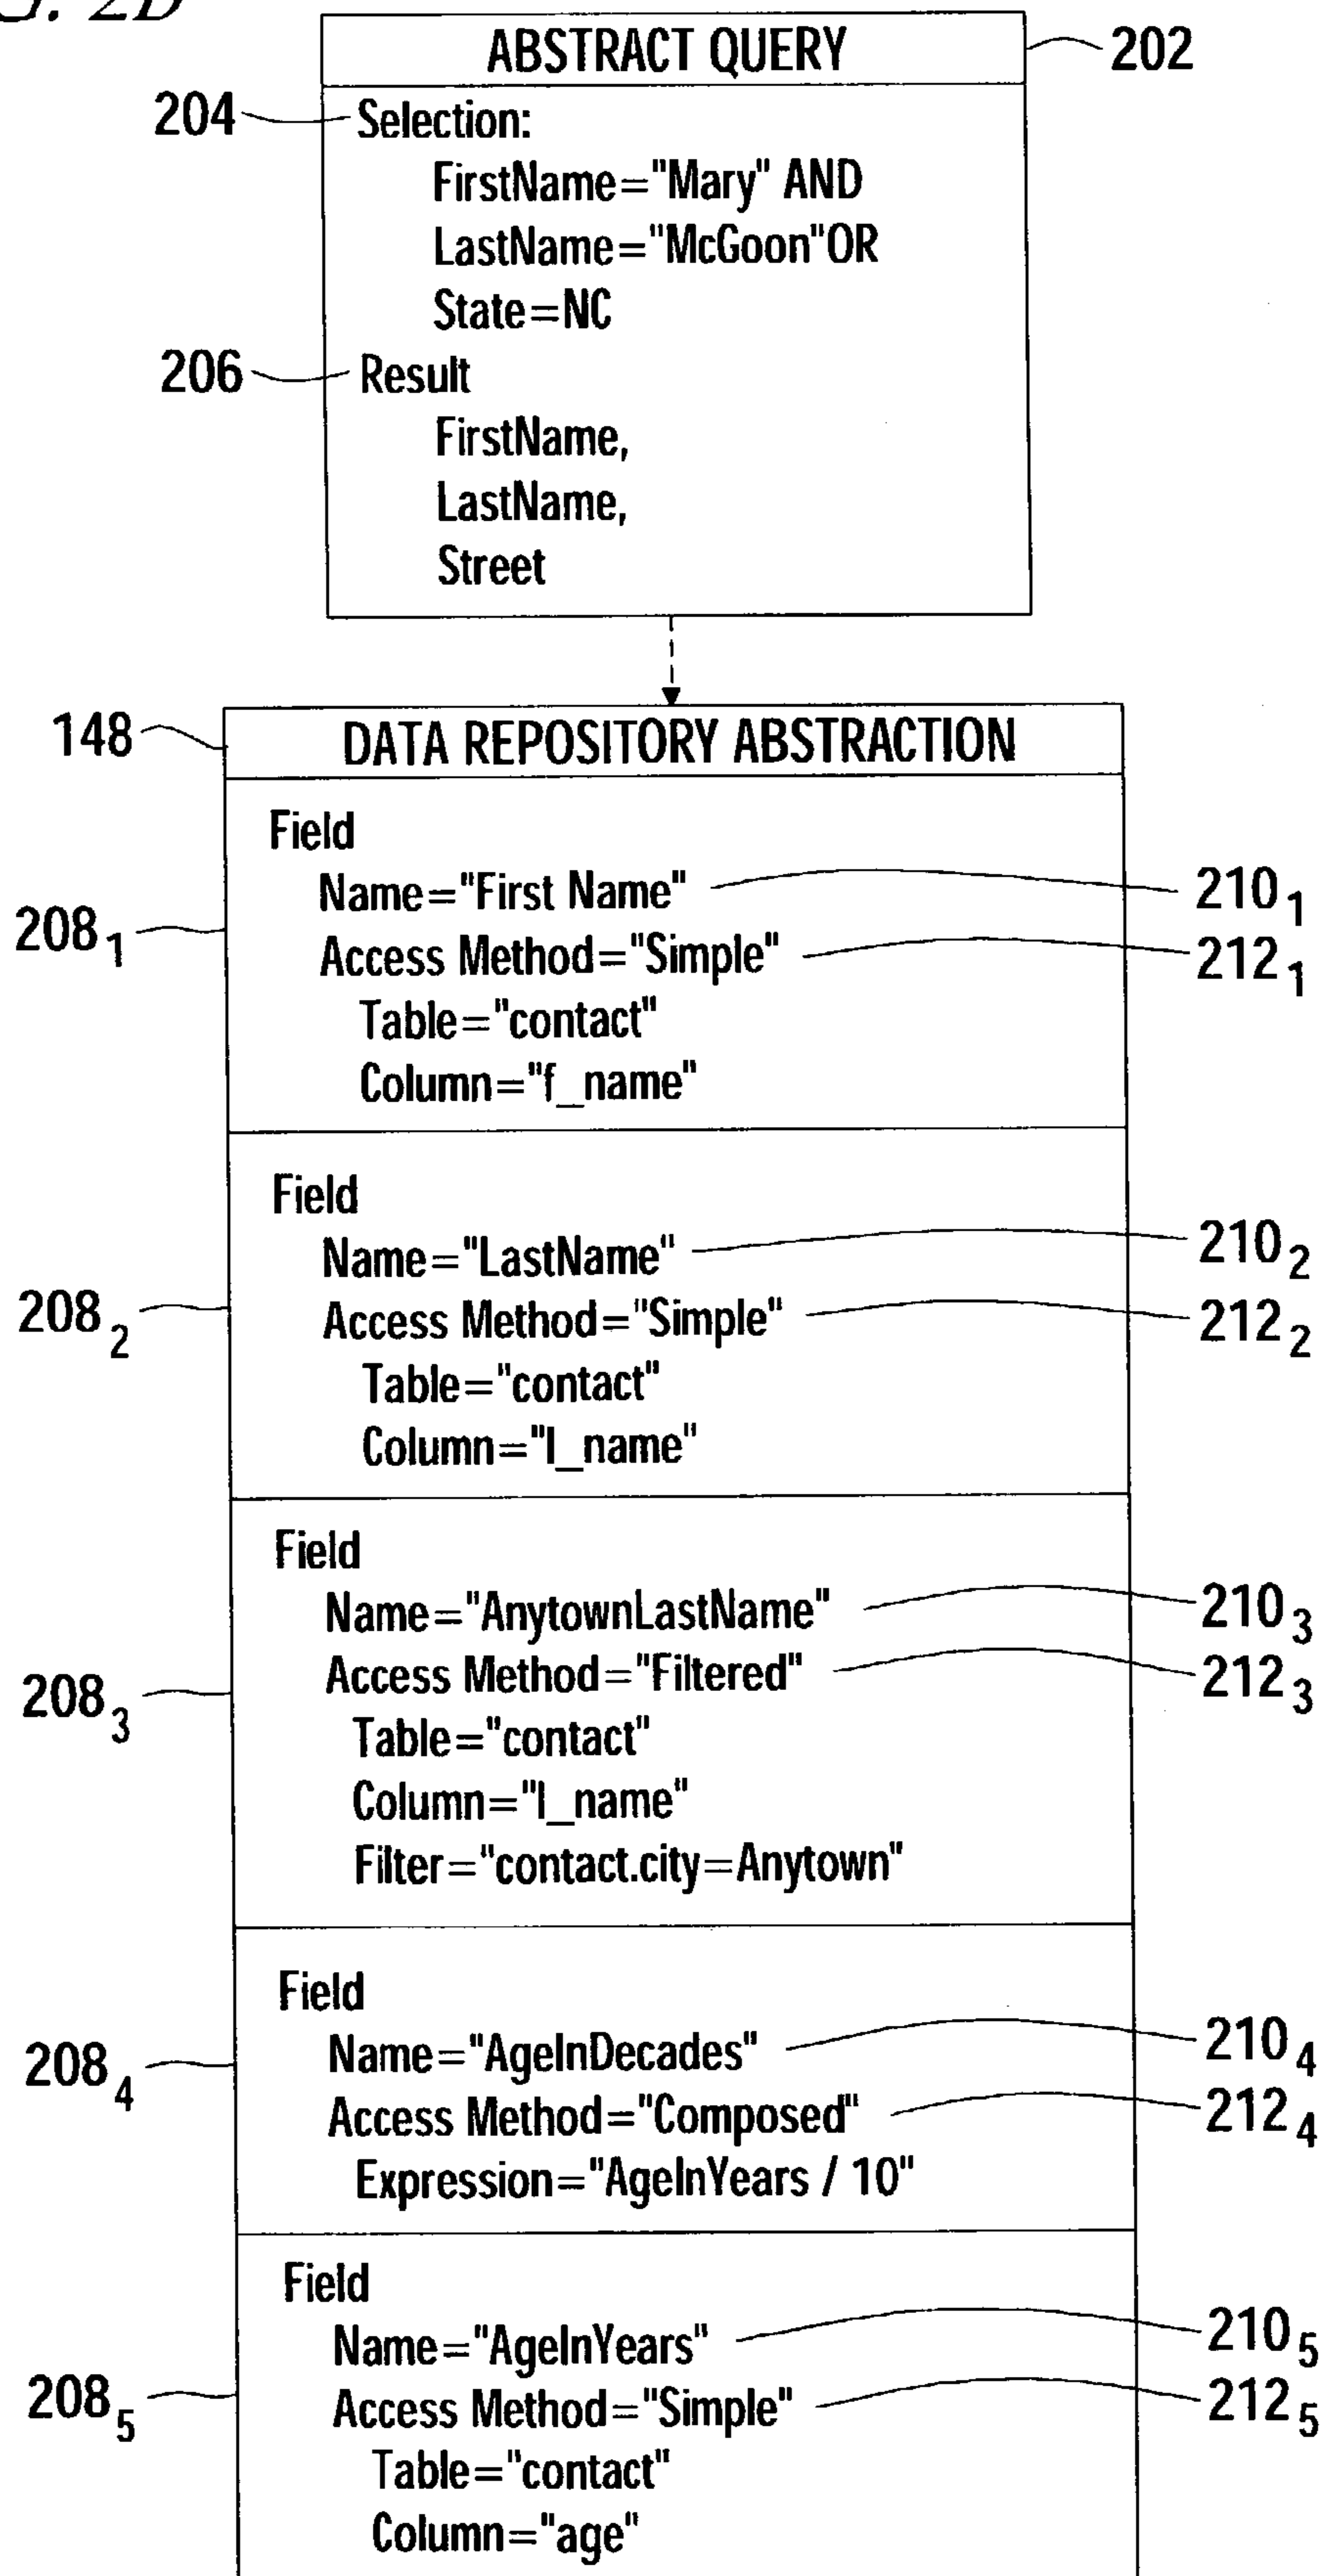 G. 2B
ABSTRACT QUERY
202
204
Selection:
FirstName="Mary" AND
LastName="McGoon"OR
State=NC
206
Result
FirstName,
LastName,
Street
148
DATA REPOSITORY ABSTRACTION
Field
Name="First Name"
210 1
208 1
Access Method="Simple"
212 1
Table="contact"
Column="f_name"
Field
Name="LastName"
210 2
208 2
Access Method="Simple"
212 2
Table="contact"
Column="l_name"
Field
Name="AnytownLastName"
210 3
208 3
Access Method="Filtered"
212 3
Table="contact"
Column="l_name"
Filter="contact.city=Anytown"
Field
Name="AgeInDecades"
210 4
208 4
Access Method="Composed"
212 4
Expression="AgeInYears / 10"
Field
Name="AgeInYears"
210 5
208 5
Access Method="Simple"
212 5
Table="contact"
Column="age"